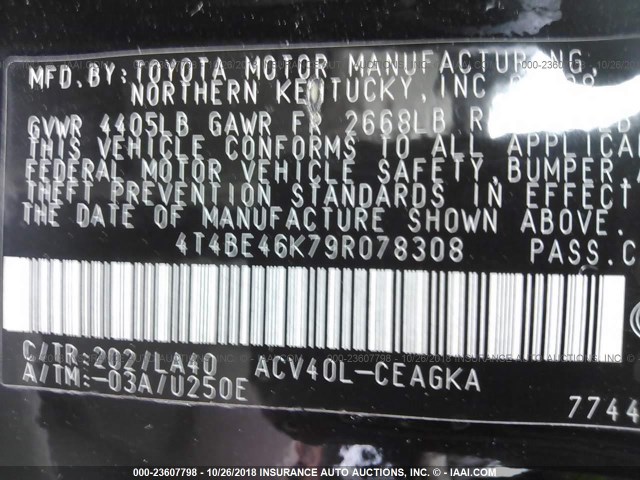 MFD. BY: TOYOTA MOTOR MANUFACTURING,
NORTHERN KENTUCKY, INC.
GVWR 4405LB GAWR FR 2668LB
THIS VEHICLE CONFORMS TO ALL
FEDERAL MOTOR VEHICLE SAFETY, BUMPER
THEFT PREVENTION STANDARDS IN EFFECT
THE DATE OF MANUFACTURE SHOWN ABOVE.
4T4BE46K79R078308 PASS.
C/TR: 202/LA40 ACV40L-CEAGKA
A/TM:-03A/U250E
7744
000-23607798 - 10/26/2018 INSURANCE AUTO AUCTIONS, INC. - © IAAI.COM